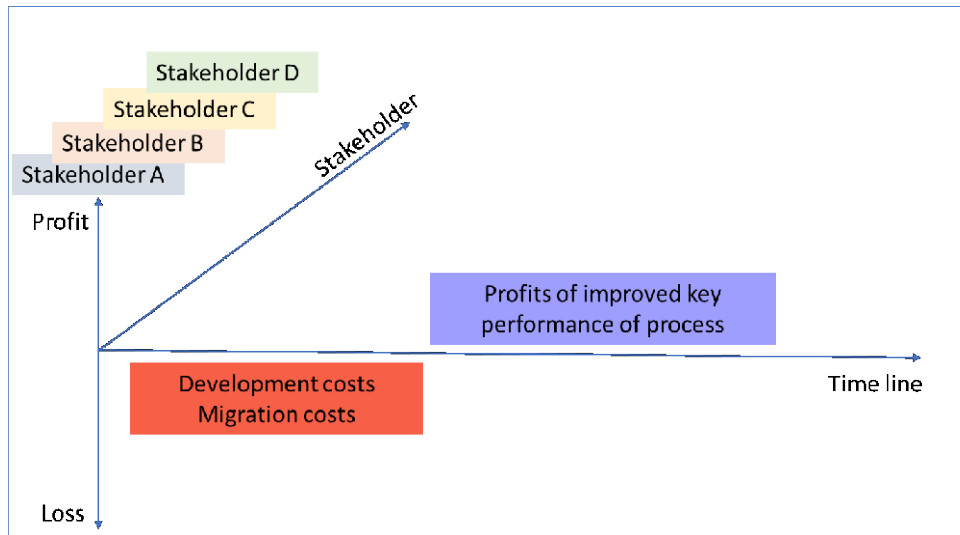 Stakeholder D
Stakeholder C
Stakeholder B
Stakeholder A
Stakeholder
Profit
Profits of improved key
performance of process
Development costs
Migration costs
Time line
Loss